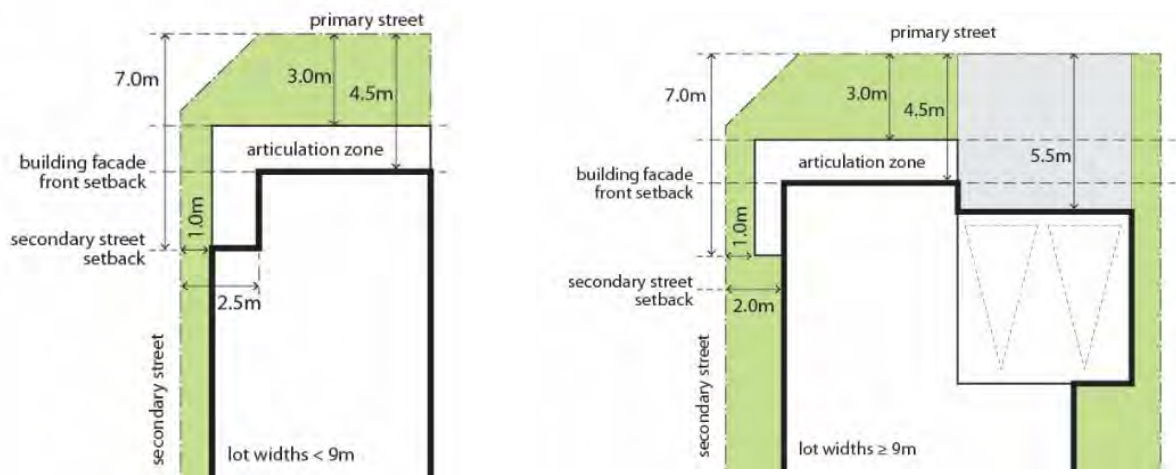 primary street
7.0m
3.0m
4.5m
articulation zone
building facade
front setback
1.0m
secondary street
setback
2.5m
secondary street
lot widths < 9m
primary street
7.0m
3.0m
4.5m
5.5m
articulation zone
building facade
front setback
1.0m
secondary street
setback
2.0m
secondary street
lot widths ≥ 9m